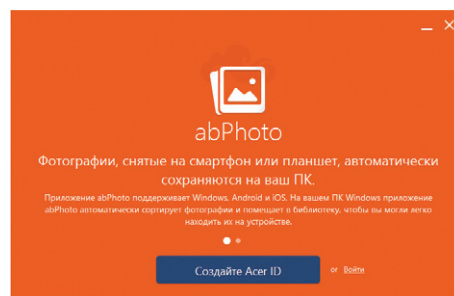 abPhoto
Фотографии, снятые на смартфон или планшет, автоматически
сохраняются на ваш ПК.
Приложение abPhoto поддерживает Windows, Android и iOS. На вашем ПК Windows приложение
abPhoto автоматически сортирует фотографии и помещает в библиотеку, чтобы вы могли легко
находить их на устройстве.
Создайте Acer ID or Войти